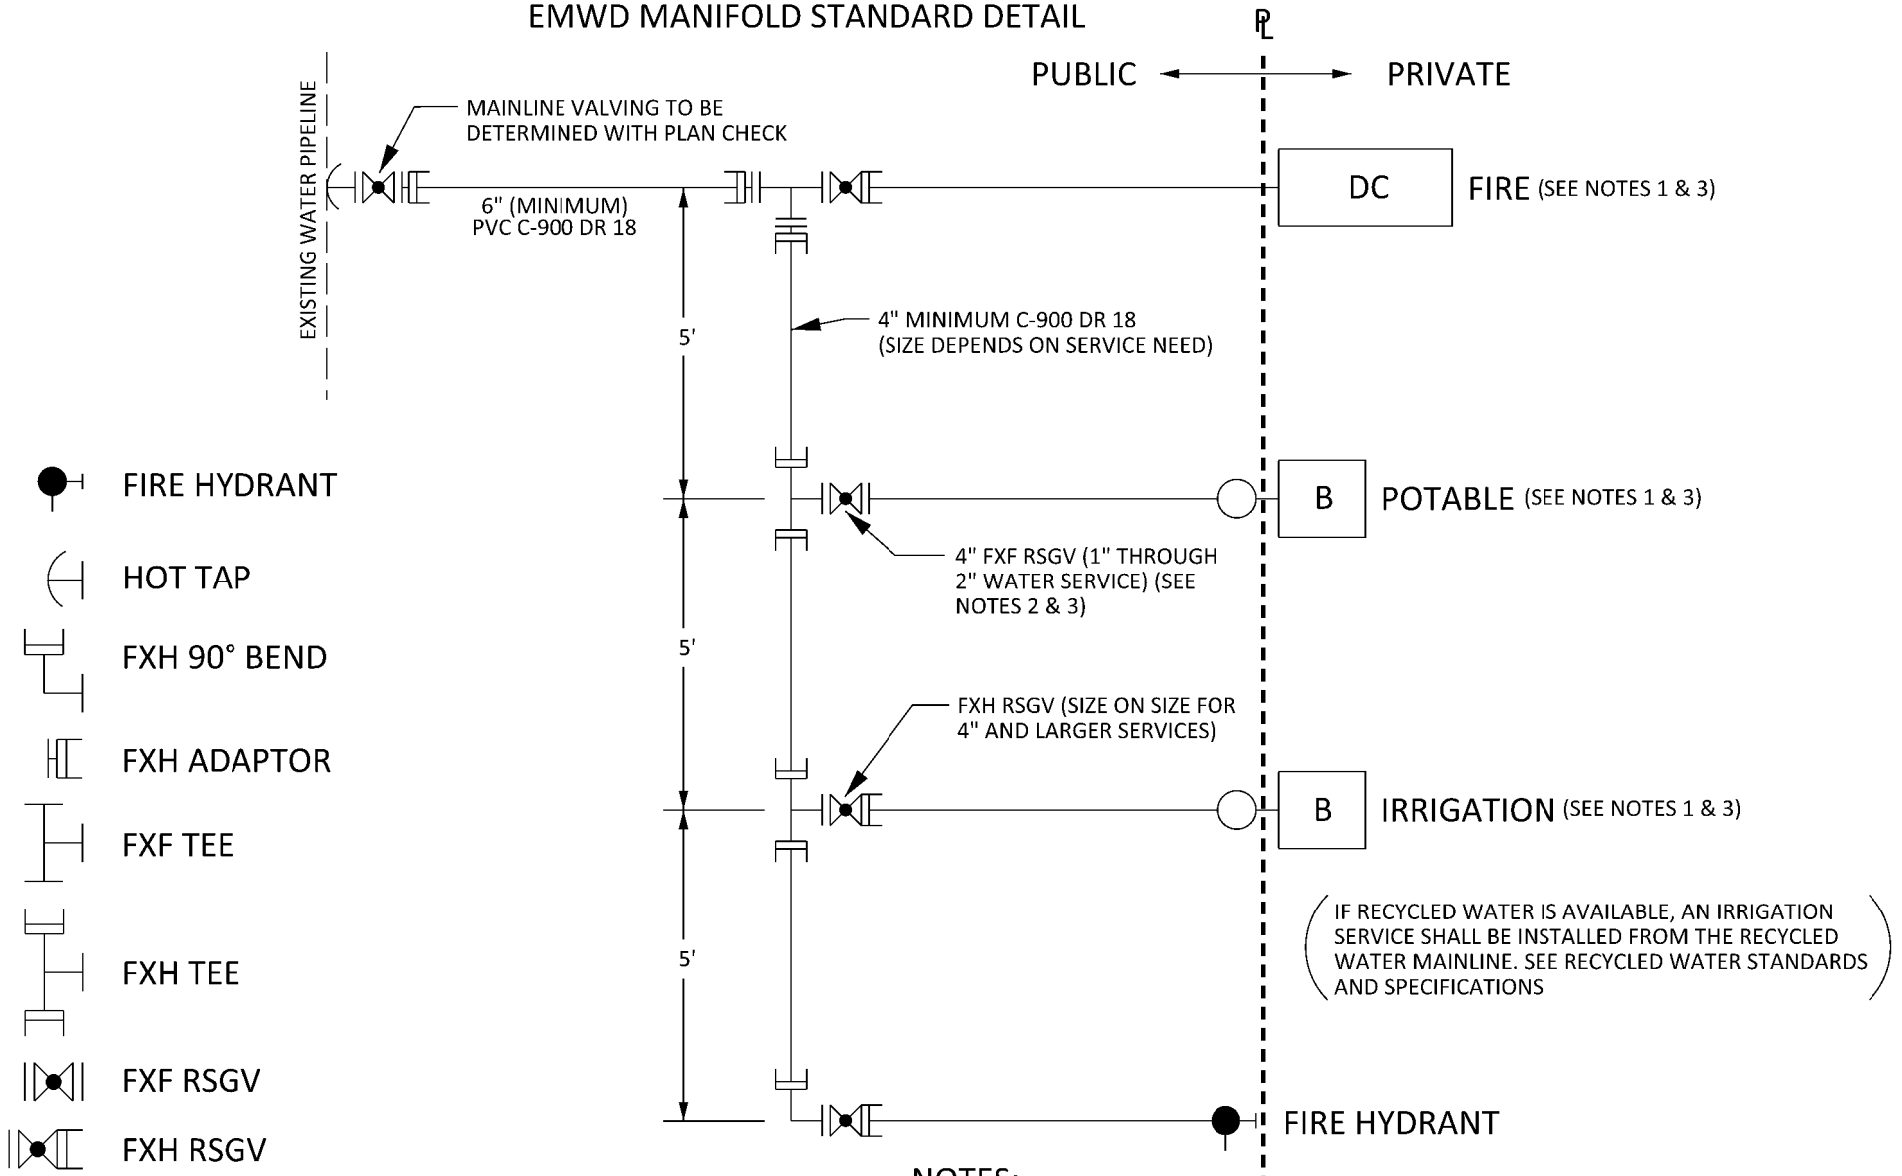 EMWD MANIFOLD STANDARD DETAIL
PL
PUBLIC
PRIVATE
EXISTING WATER PIPELINE
MAINLINE VALVING TO BE
DETERMINED WITH PLAN CHECK
6" (MINIMUM)
PVC C-900 DR 18
DC
FIRE (SEE NOTES 1 & 3)
5'
4" MINIMUM C-900 DR 18
(SIZE DEPENDS ON SERVICE NEED)
B
POTABLE (SEE NOTES 1 & 3)
4" FXF RSGV (1" THROUGH
2" WATER SERVICE) (SEE
NOTES 2 & 3)
5'
FXH RSGV (SIZE ON SIZE FOR
4" AND LARGER SERVICES)
B
IRRIGATION (SEE NOTES 1 & 3)
IF RECYCLED WATER IS AVAILABLE, AN IRRIGATION
SERVICE SHALL BE INSTALLED FROM THE RECYCLED
WATER MAINLINE. SEE RECYCLED WATER STANDARDS
AND SPECIFICATIONS
5'
FIRE HYDRANT
FIRE HYDRANT
HOT TAP
FXH 90° BEND
FXH ADAPTOR
FXF TEE
FXH TEE
FXF RSGV
FXH RSGV
NOTES: